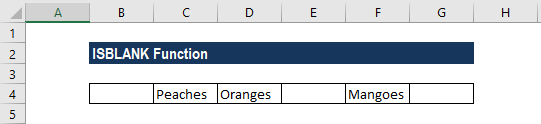 A B C D E F G H
1
2 ISBLANK Function
3
4 Peaches Oranges Mangoes
5